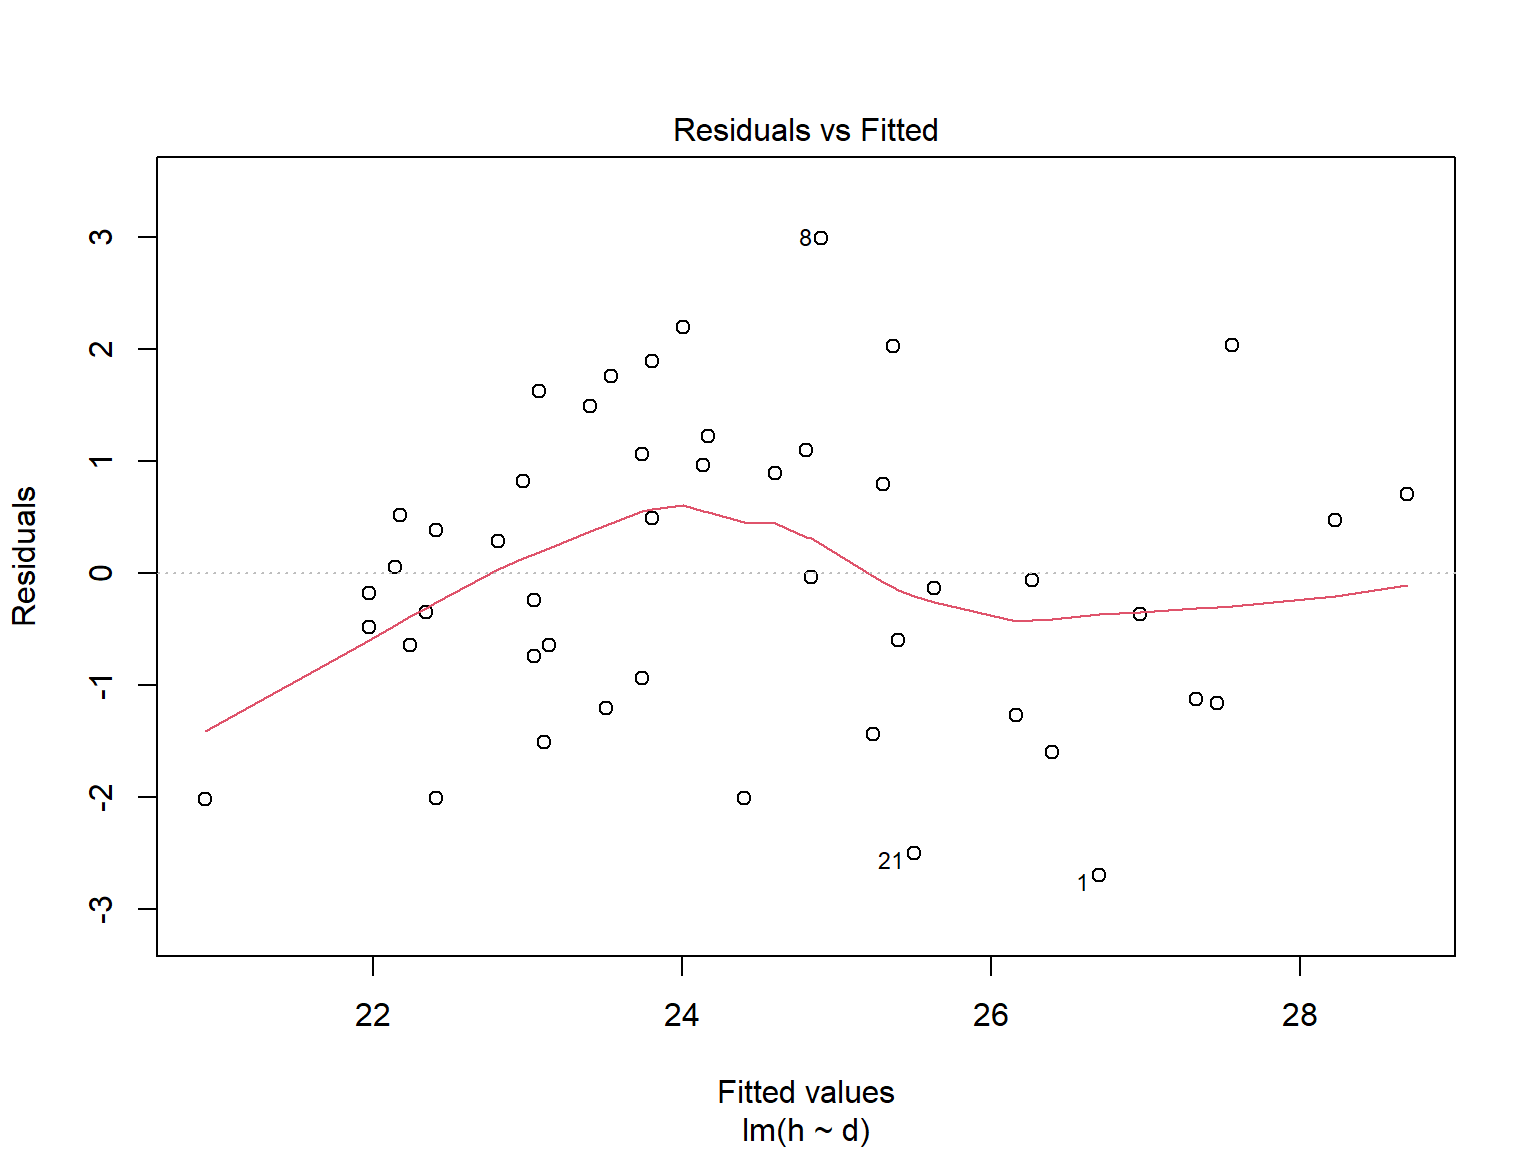 Residuals vs Fitted
Residuals
3
2
1
0
-1
-2
-3
8
21
1
22 24 26 28
Fitted values
lm(h ~ d)